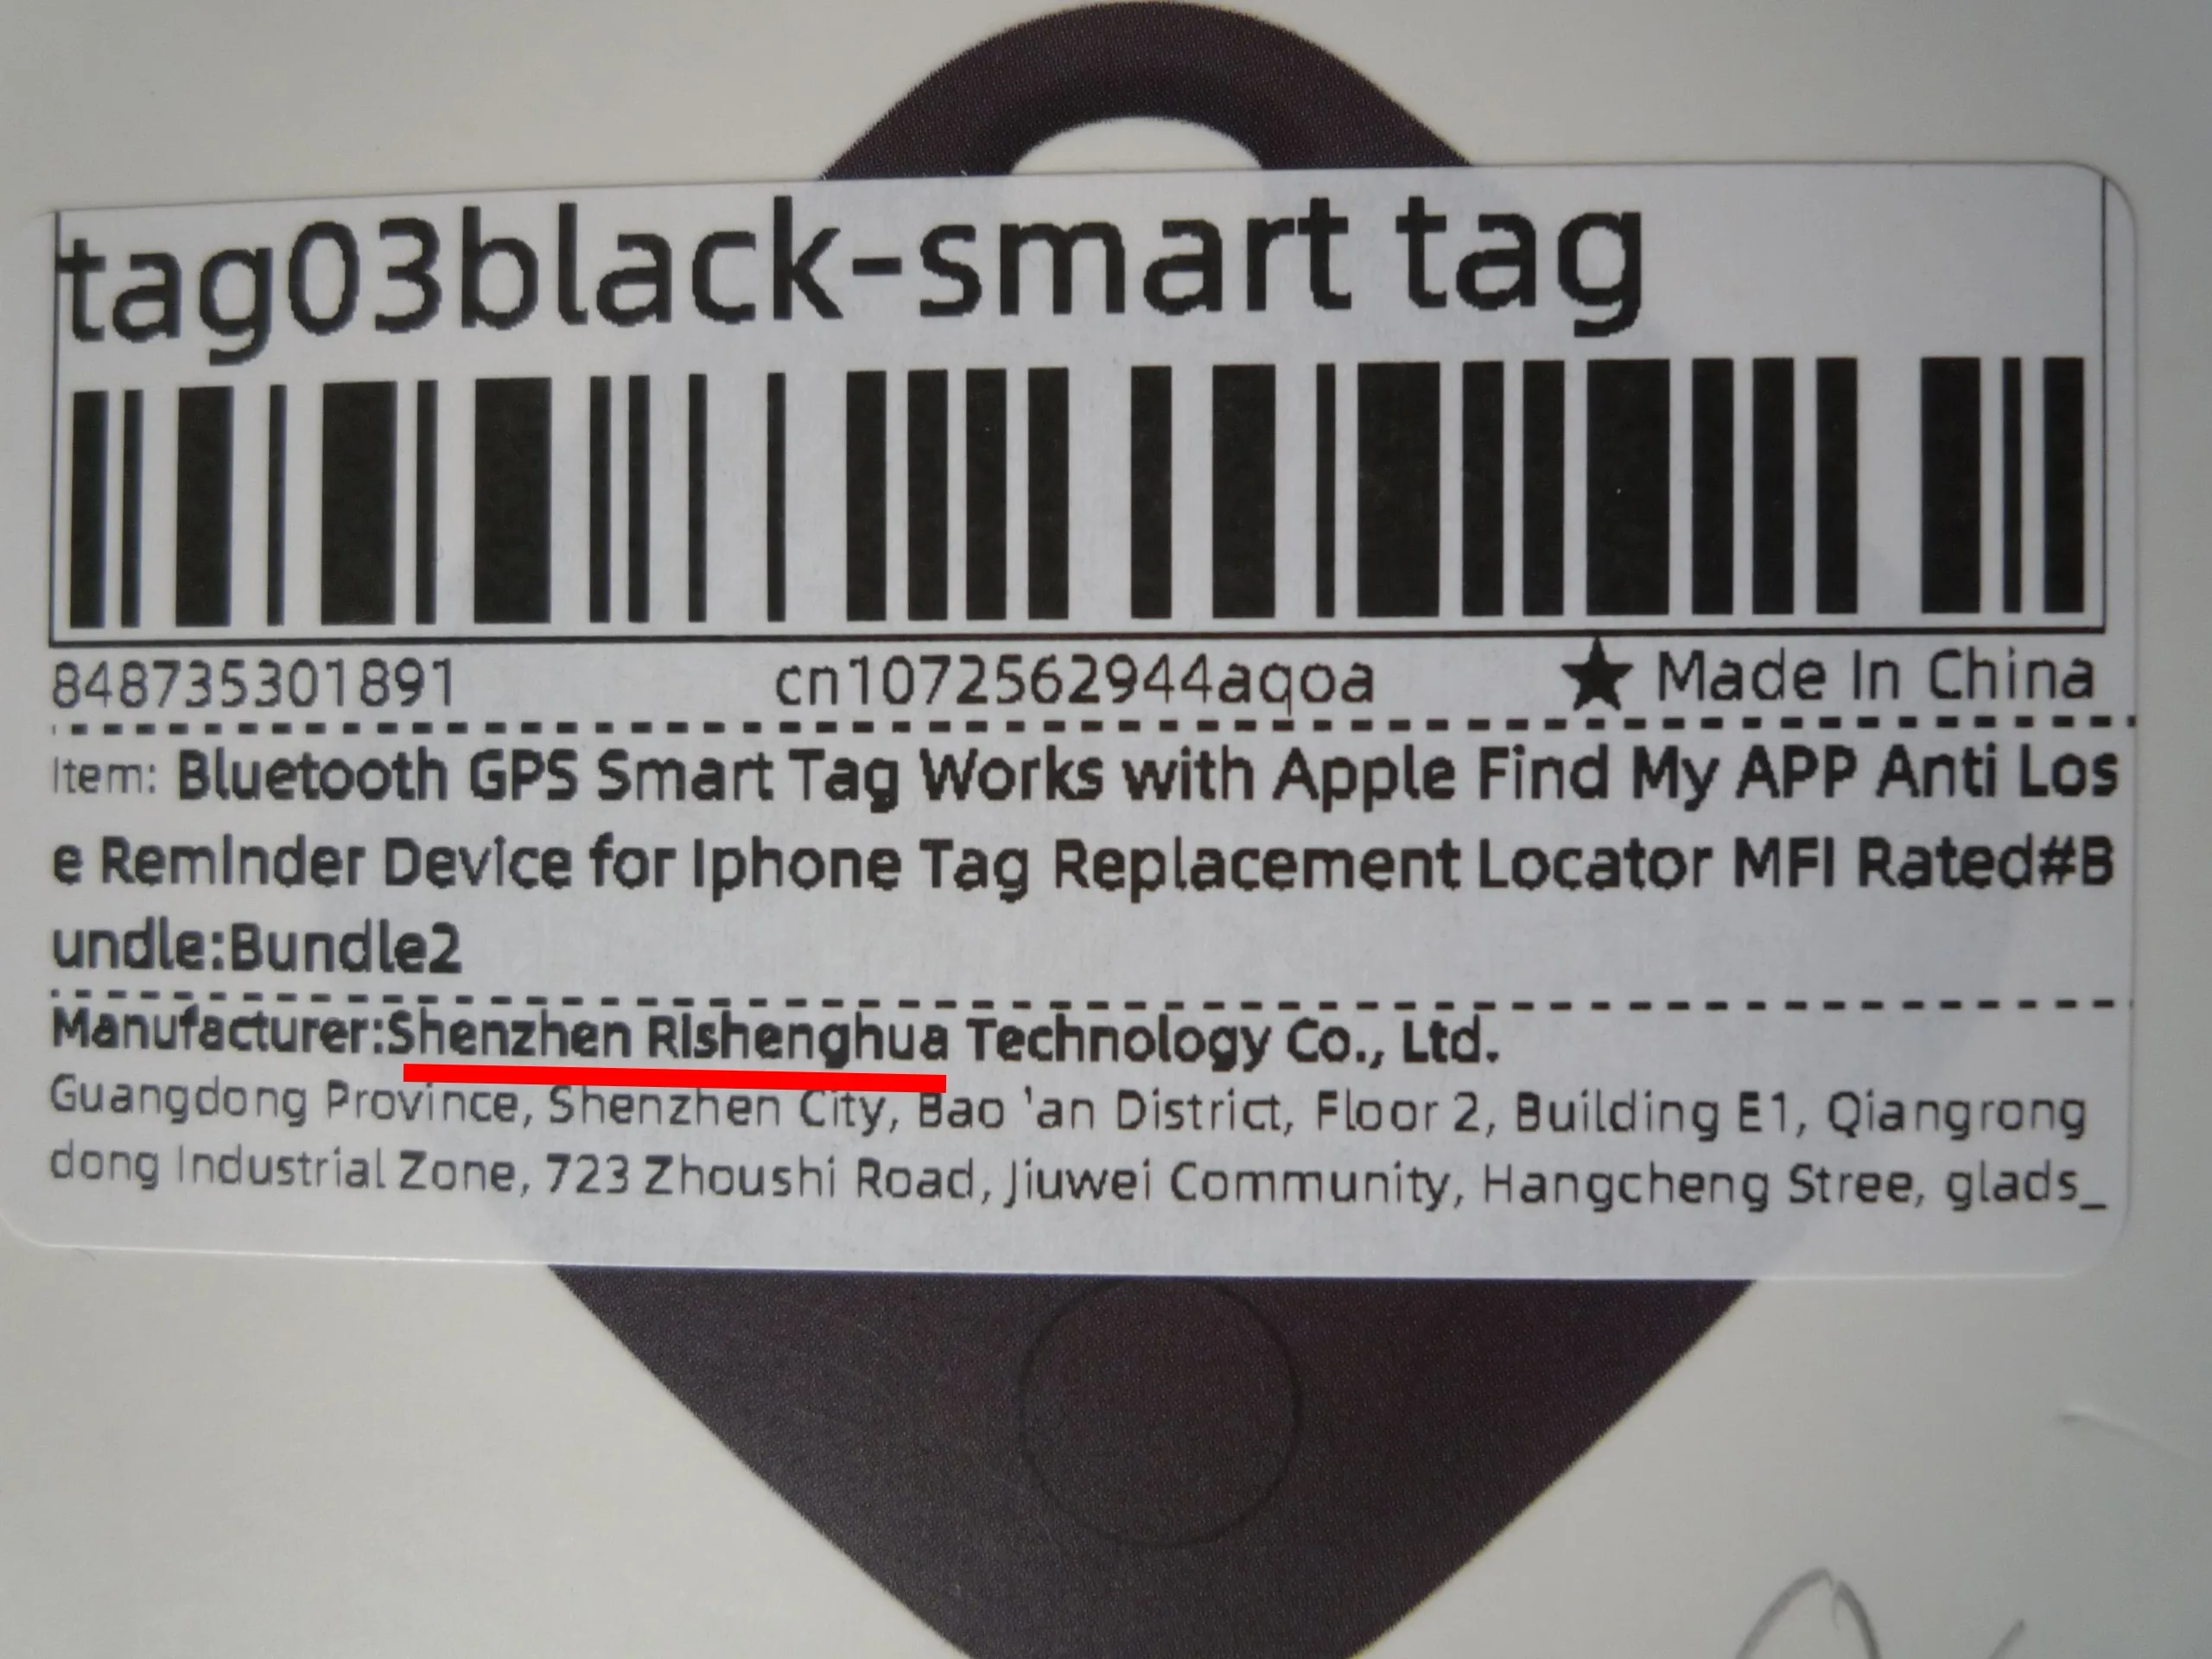 tag03black-smart tag
848735301891 cn1072562944aqoa ★ Made In China
Item: Bluetooth GPS Smart Tag Works with Apple Find My APP Anti Los
e Reminder Device for Iphone Tag Replacement Locator MFI Rated#B
undle:Bundle2
Manufacturer:Shenzhen Rishenghua Technology Co., Ltd.
Guangdong Province, Shenzhen City, Bao 'an District, Floor 2, Building E1, Qiangrong
dong Industrial Zone, 723 Zhoushi Road, Jiuwei Community, Hangcheng Stree, glads_